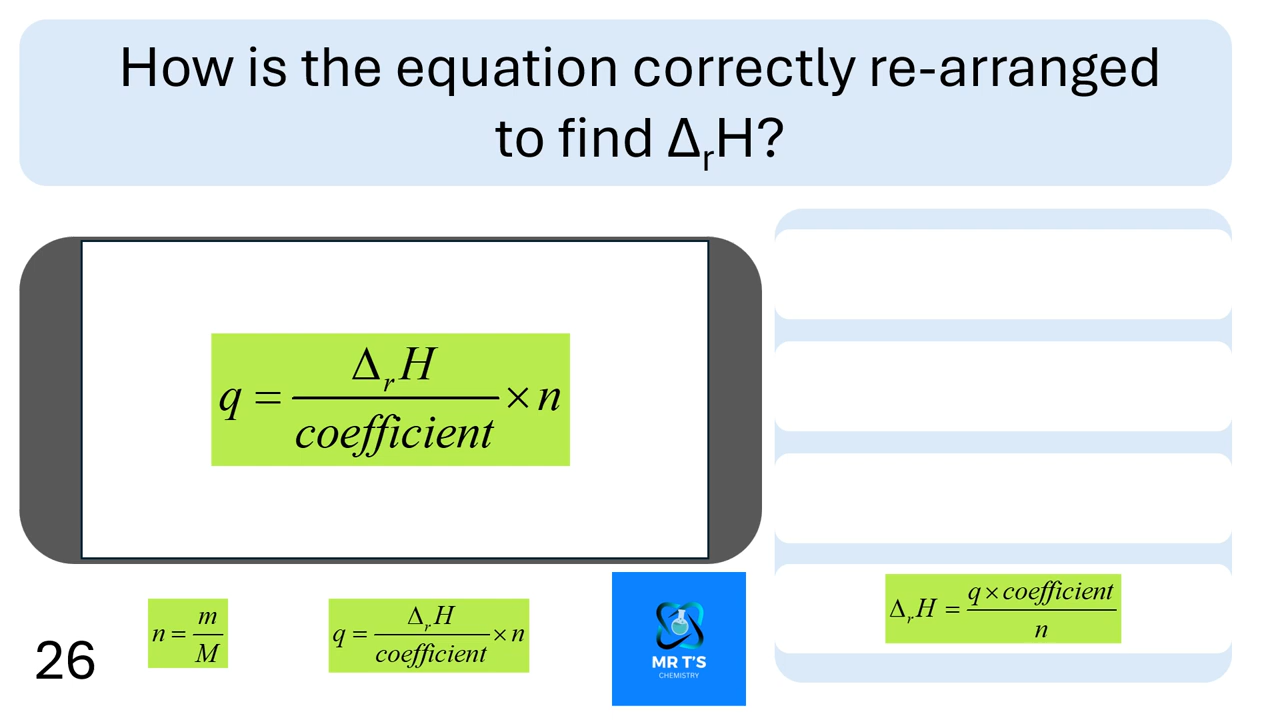 How is the equation correctly re-arranged
to find ΔᵣH?
q = ΔᵣH / coefficient × n
ΔᵣH = q × coefficient / n
26
n = m / M
q = ΔᵣH / coefficient × n
MR T'S
CHEMISTRY